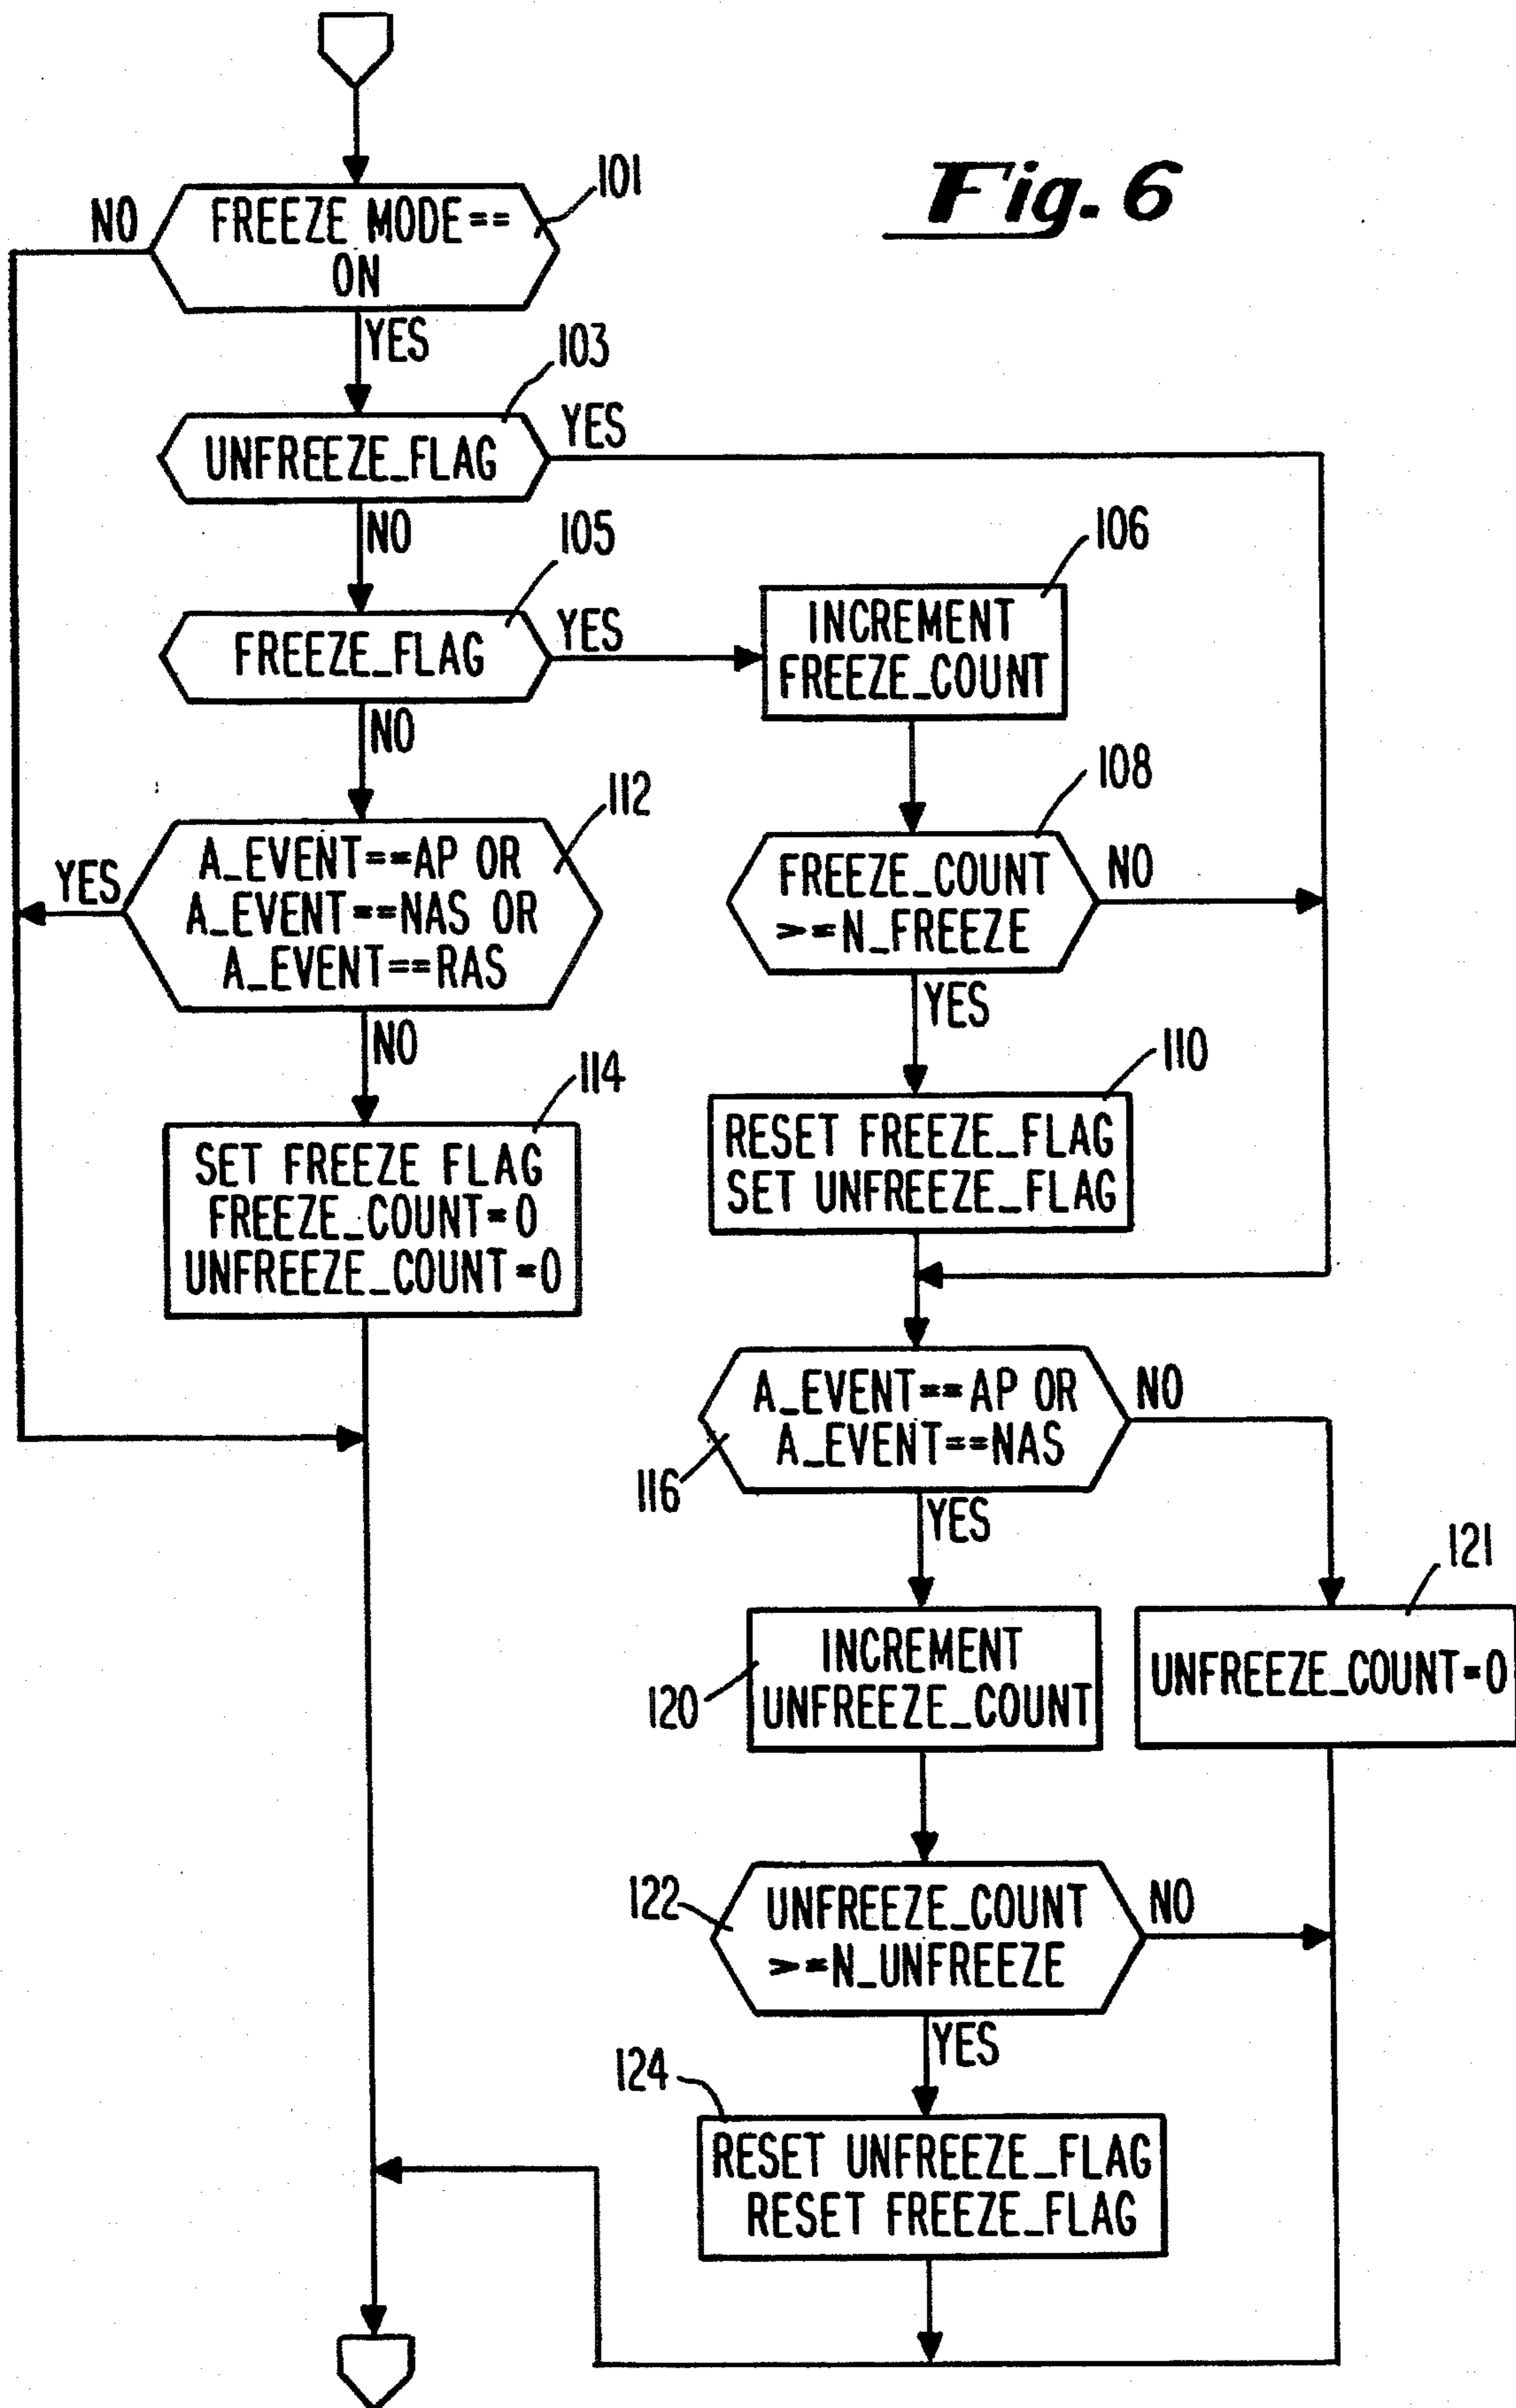 Fig. 6
101
NO
FREEZE MODE==
ON
YES
103
UNFREEZE_FLAG
YES
NO
105
FREEZE_FLAG
YES
106
INCREMENT
FREEZE_COUNT
NO
112
YES
A_EVENT==AP OR
A_EVENT==NAS OR
A_EVENT==RAS
108
FREEZE_COUNT
>=N_FREEZE
NO
YES
NO
114
SET FREEZE FLAG
FREEZE_COUNT=0
UNFREEZE_COUNT=0
110
RESET FREEZE_FLAG
SET UNFREEZE_FLAG
A_EVENT==AP OR
A_EVENT==NAS
NO
116
YES
121
INCREMENT
UNFREEZE_COUNT
120
UNFREEZE_COUNT=0
122
UNFREEZE_COUNT
>=N_UNFREEZE
NO
YES
124
RESET UNFREEZE_FLAG
RESET FREEZE_FLAG